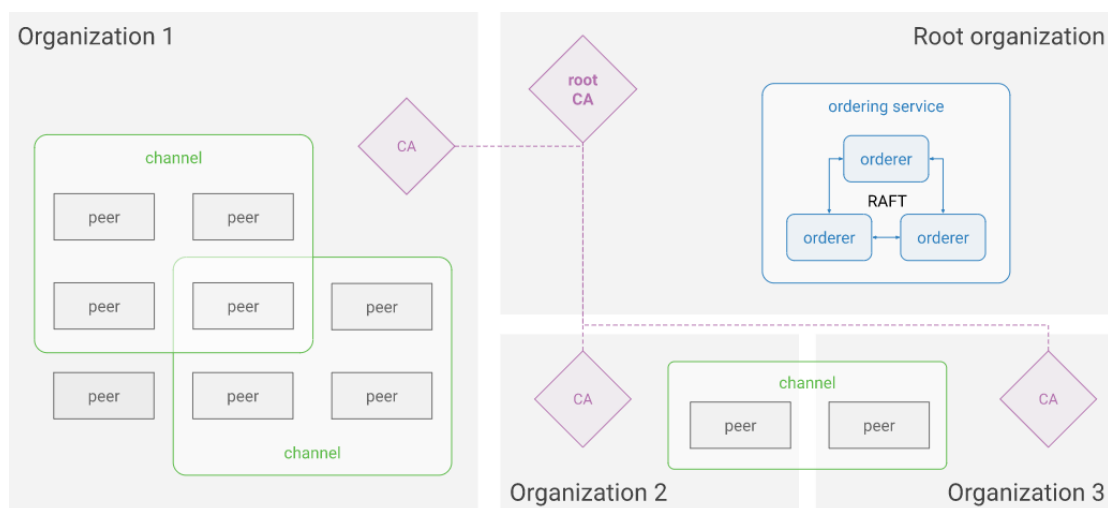 Organization 1
Root organization
root
CA
ordering service
CA
channel
orderer
RAFT
peer
peer
orderer
orderer
peer
peer
peer
peer
peer
peer
channel
CA
channel
peer
peer
CA
Organization 2
Organization 3